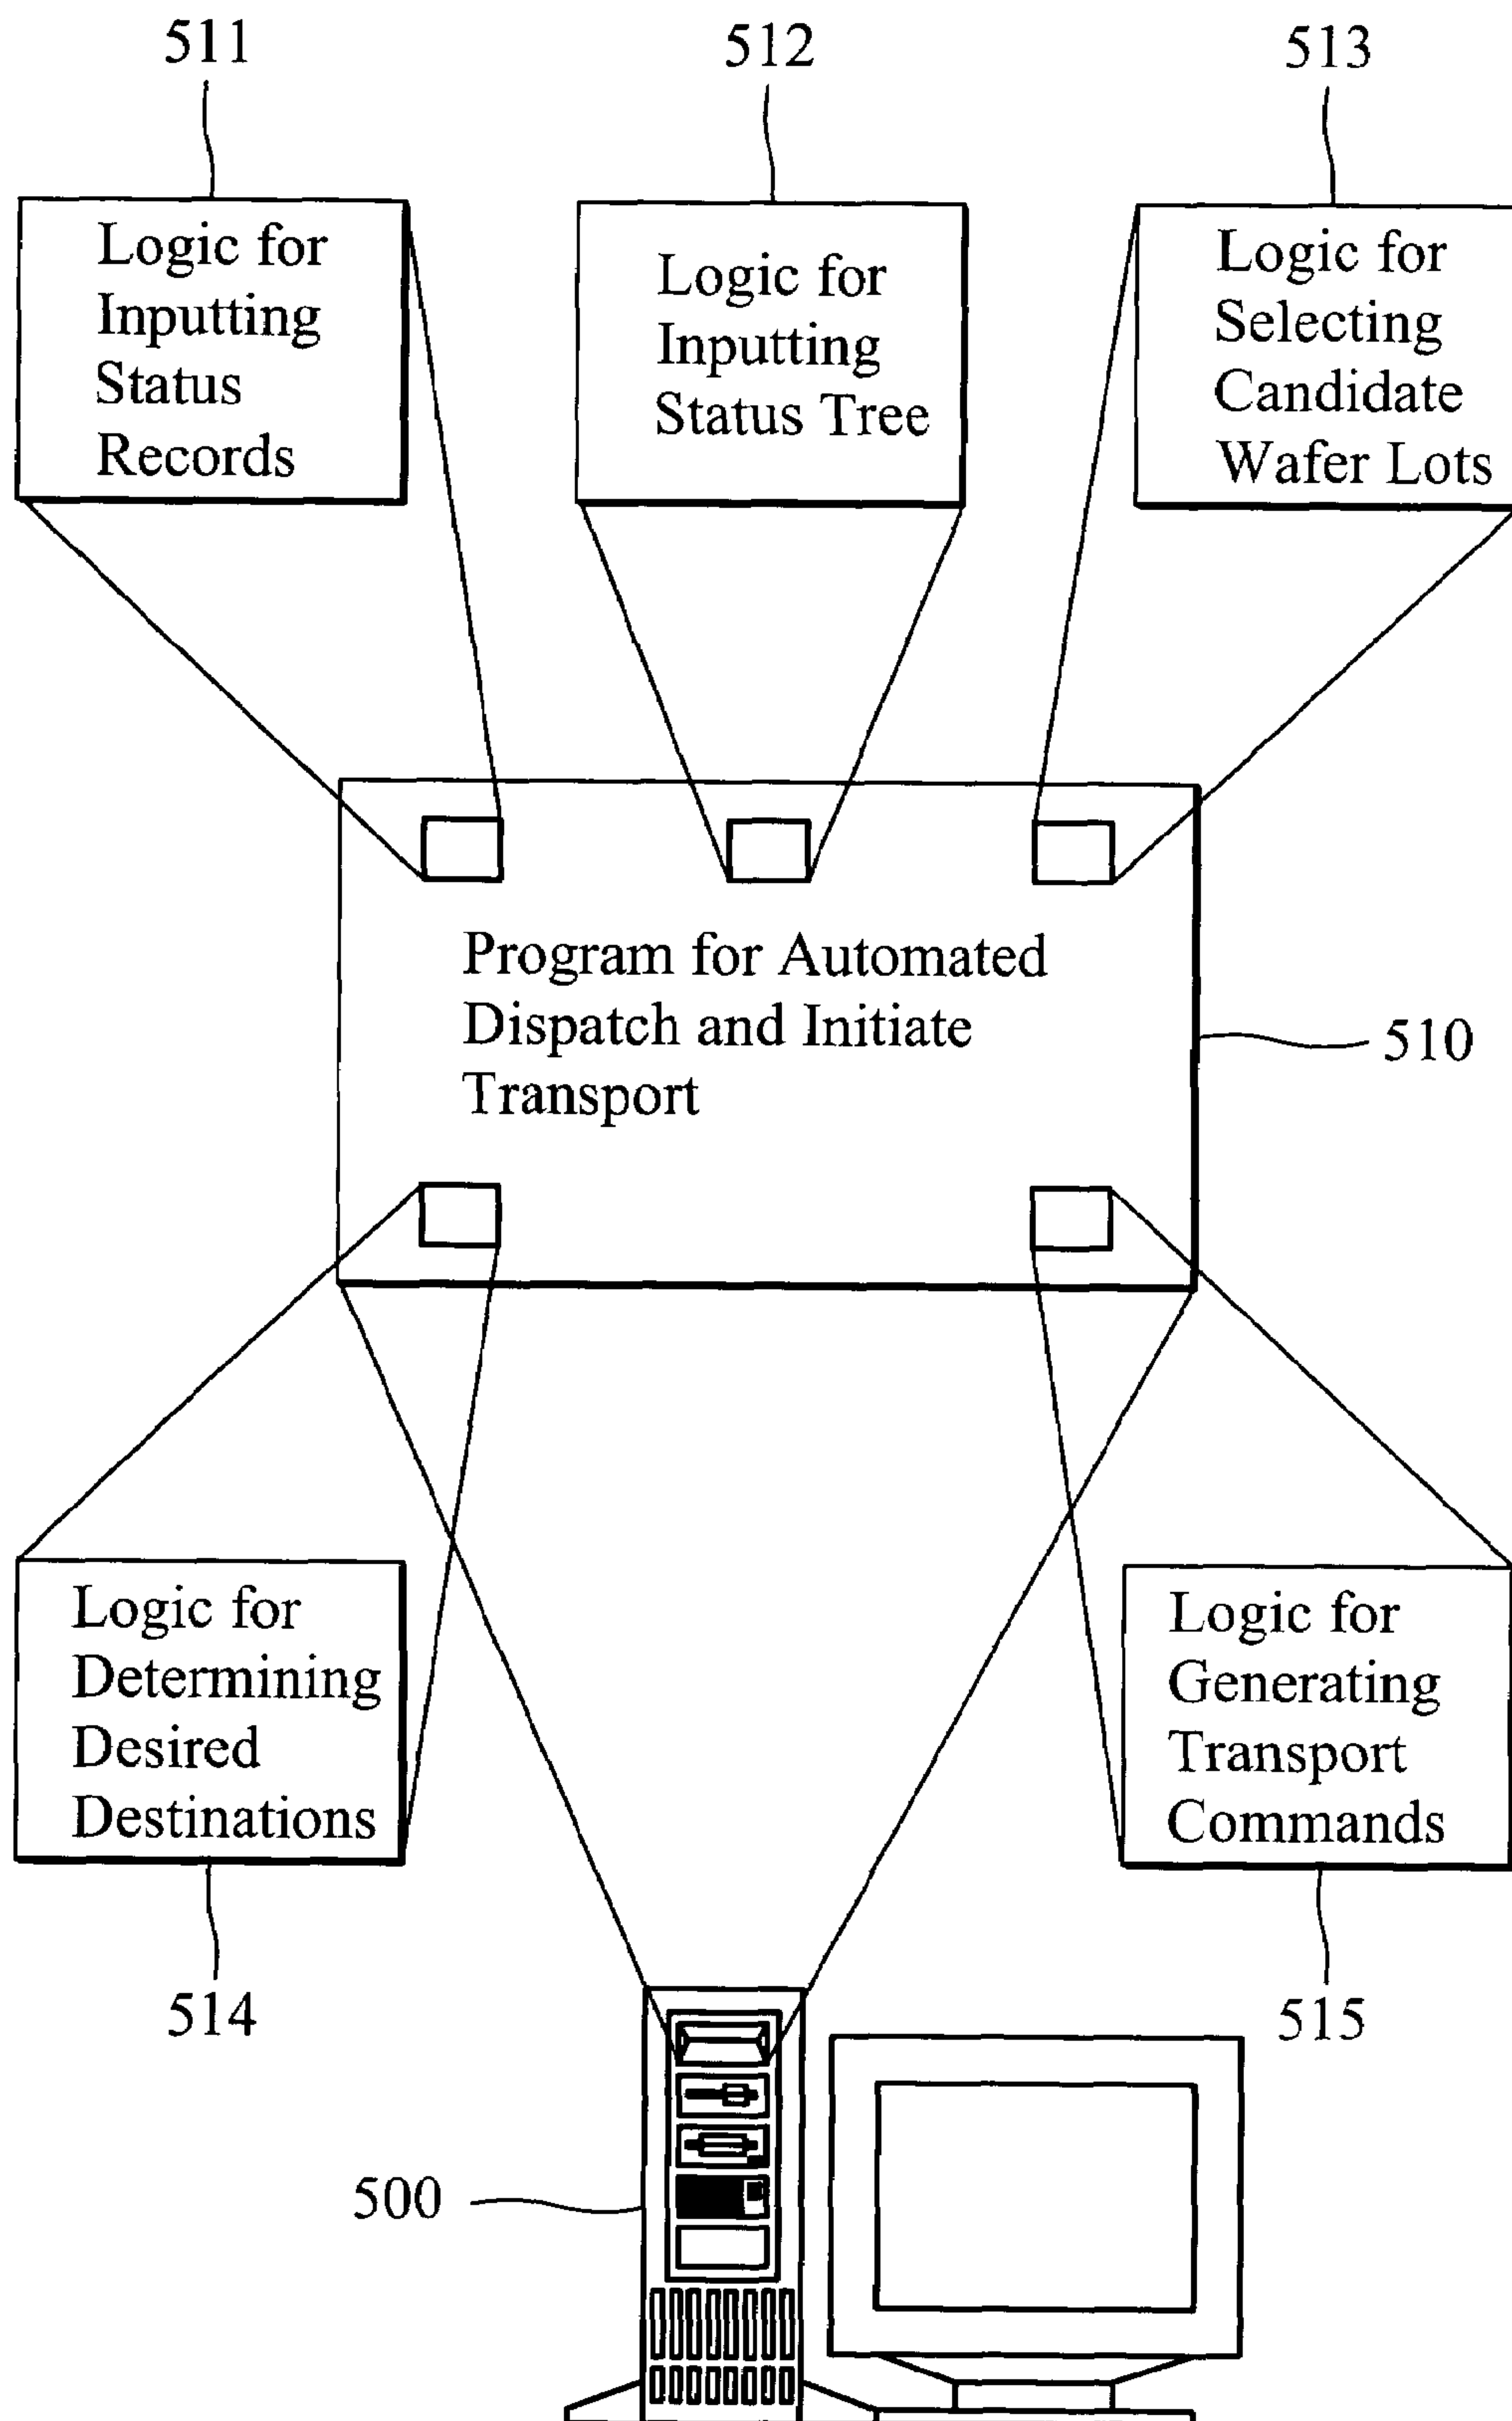 511
512
513
Logic for
Inputting
Status
Records
Logic for
Inputting
Status Tree
Logic for
Selecting
Candidate
Wafer Lots
Program for Automated
Dispatch and Initiate
Transport
510
Logic for
Determining
Desired
Destinations
Logic for
Generating
Transport
Commands
514
515
500